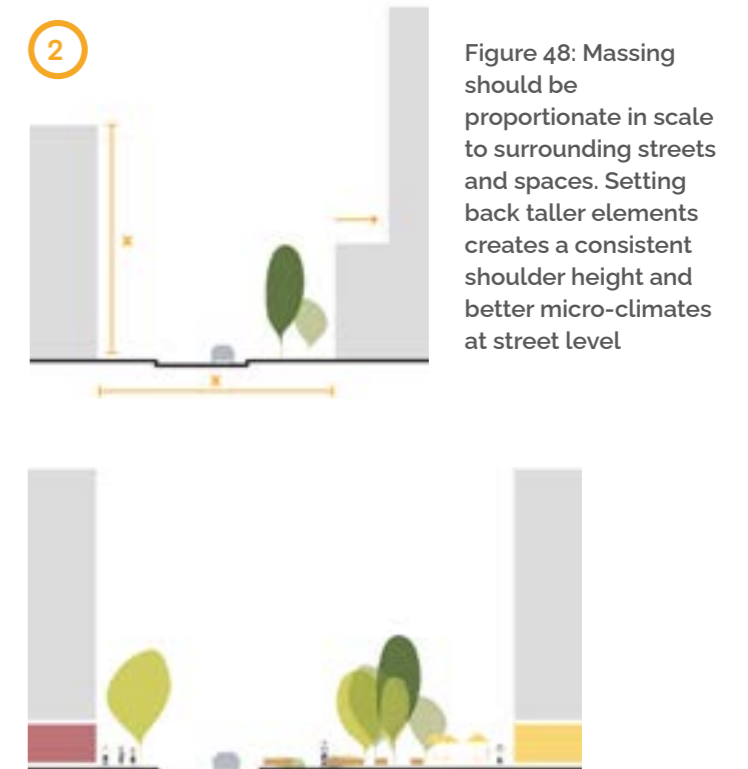 2
Figure 48: Massing
should be
proportionate in scale
to surrounding streets
and spaces. Setting
back taller elements
creates a consistent
shoulder height and
better micro-climates
at street level
x
x